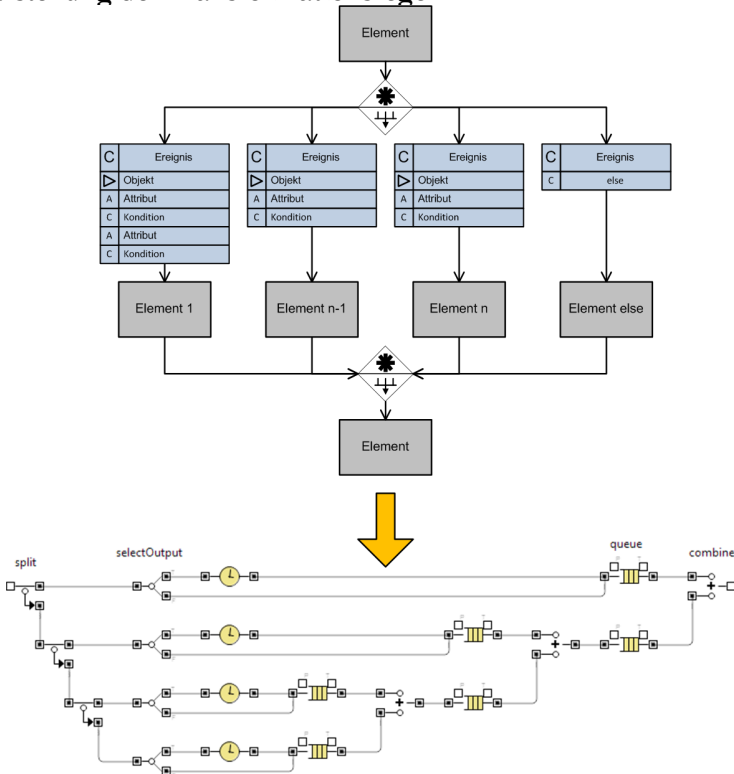 Element
C Ereignis C Ereignis C Ereignis C Ereignis
Objekt Objekt Objekt C else
A Attribut A Attribut A Attribut
C Kondition C Kondition C Kondition
A Attribut
C Kondition
Element 1 Element n-1 Element n Element else
Element
split selectOutput queue combine